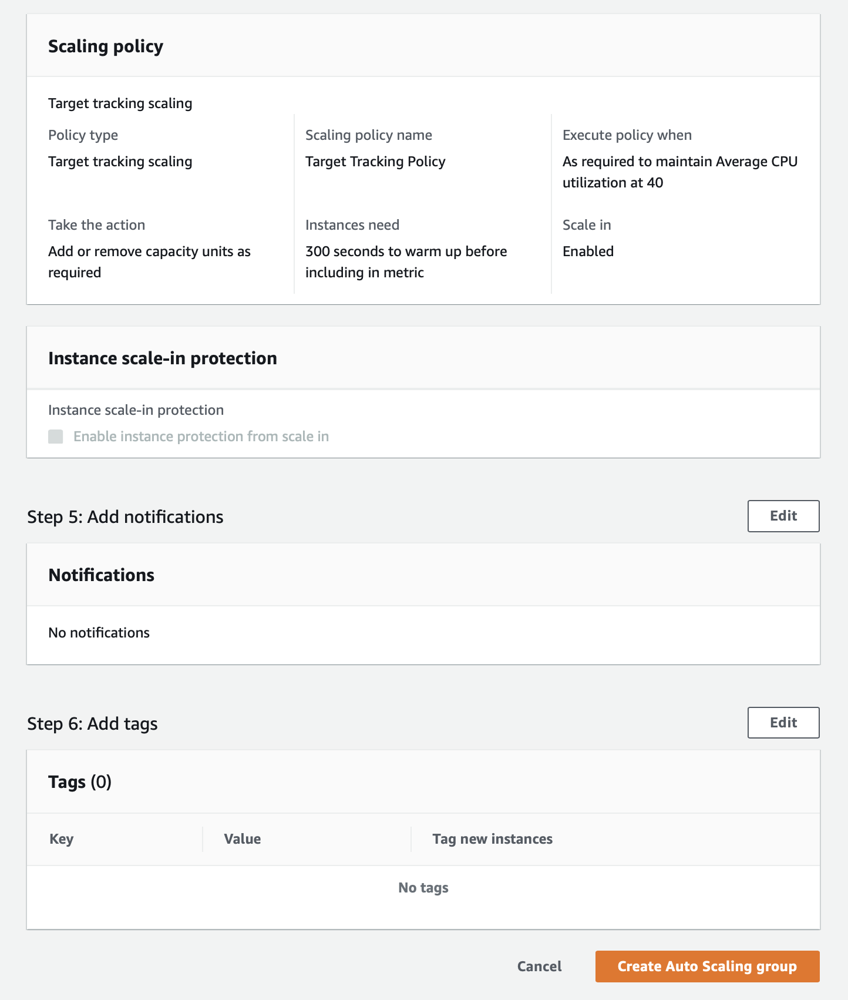 Scaling policy
Target tracking scaling
Policy type
Target tracking scaling
Scaling policy name
Target Tracking Policy
Execute policy when
As required to maintain Average CPU
utilization at 40
Take the action
Add or remove capacity units as
required
Instances need
300 seconds to warm up before
including in metric
Scale in
Enabled
Instance scale-in protection
Instance scale-in protection
Enable instance protection from scale in
Step 5: Add notifications
Edit
Notifications
No notifications
Step 6: Add tags
Edit
Tags (0)
Key
Value
Tag new instances
No tags
Cancel
Create Auto Scaling group